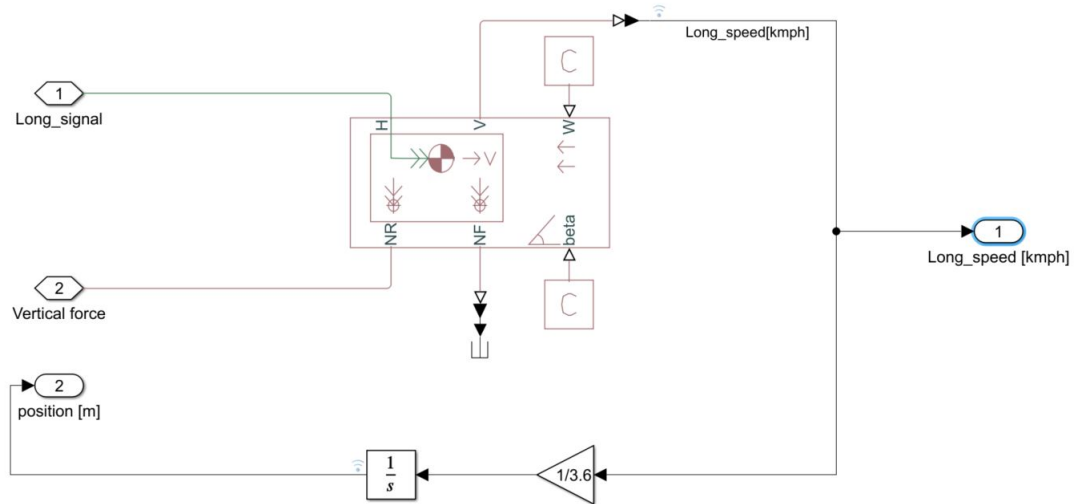 Long_speed[kmph]
C
1
Long_signal
H
V
W
V
1
NR
NF
beta
Long_speed [kmph]
2
Vertical force
C
2
position [m]
1
s
1/3.6